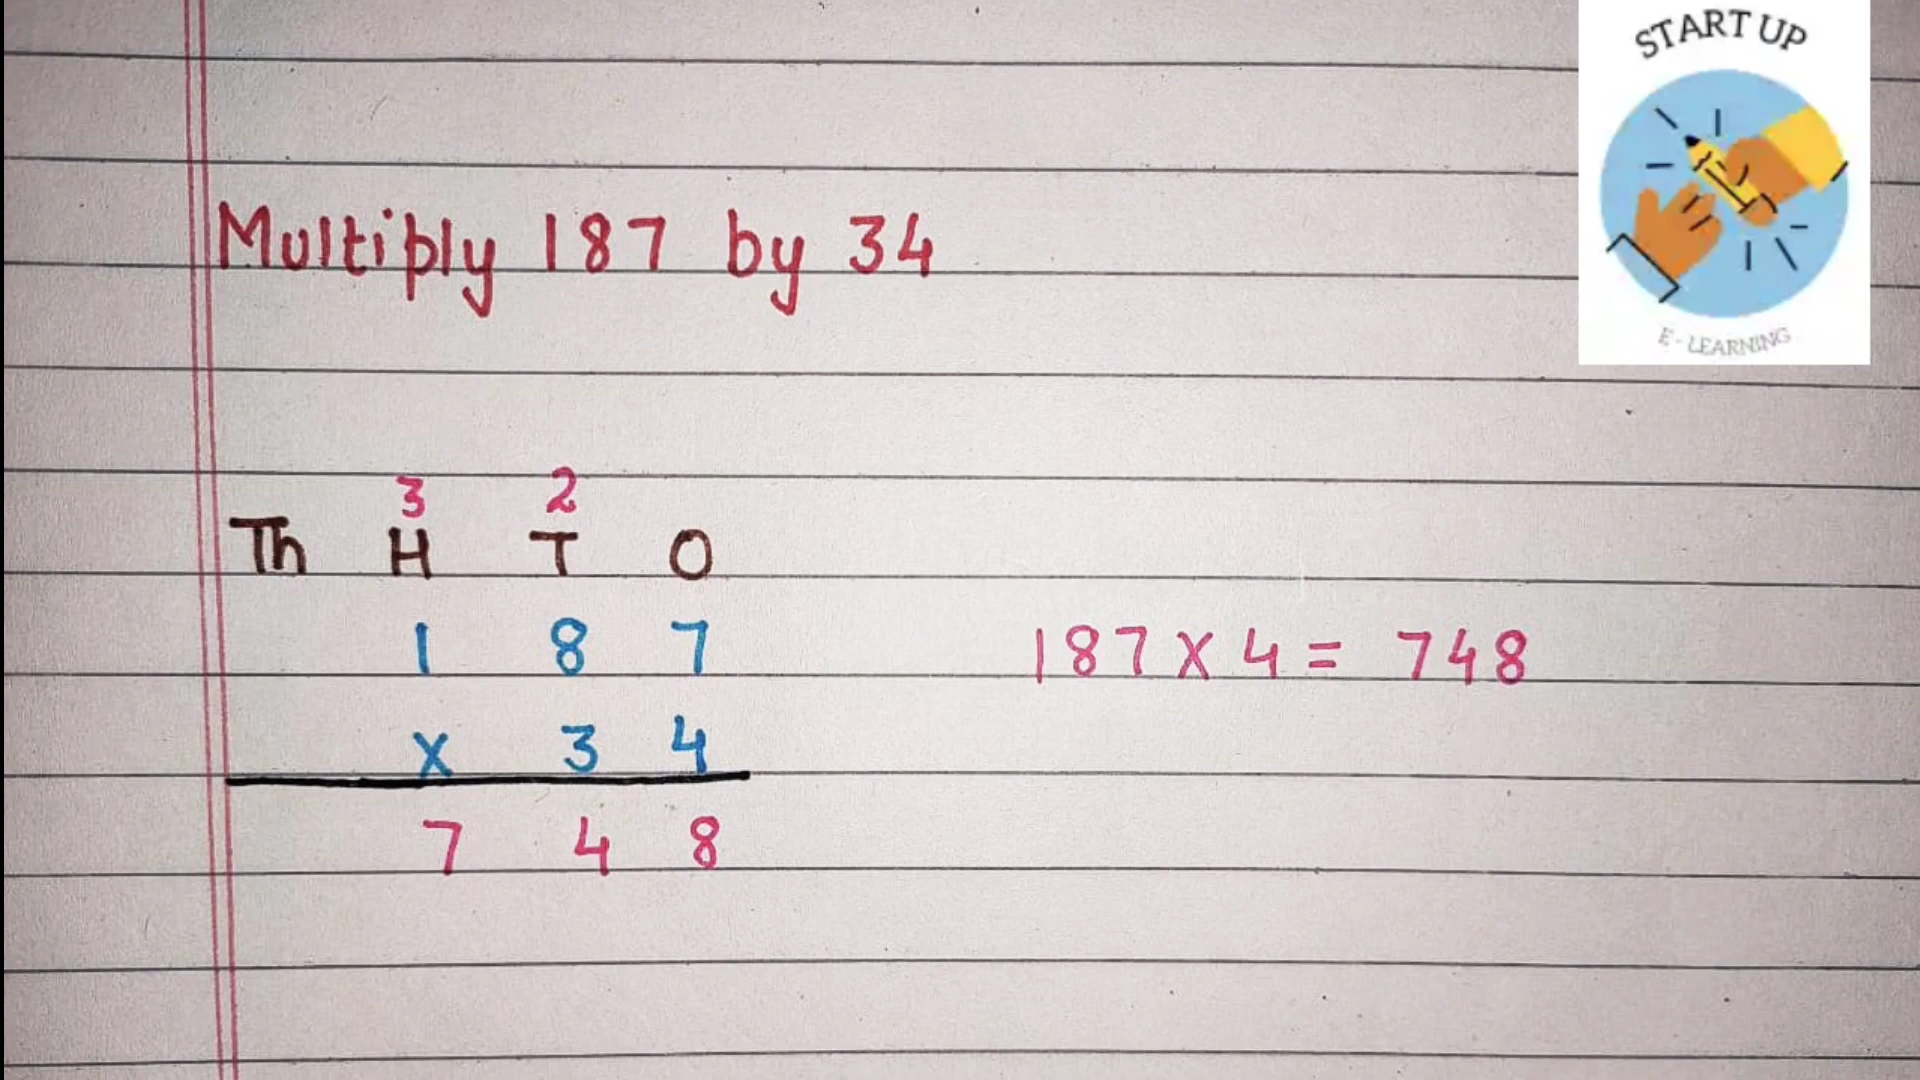 START UP
E-LEARNING
Multiply 187 by 34
3 2
Th H T O
1 8 7
187 x 4 = 748
x 3 4
7 4 8